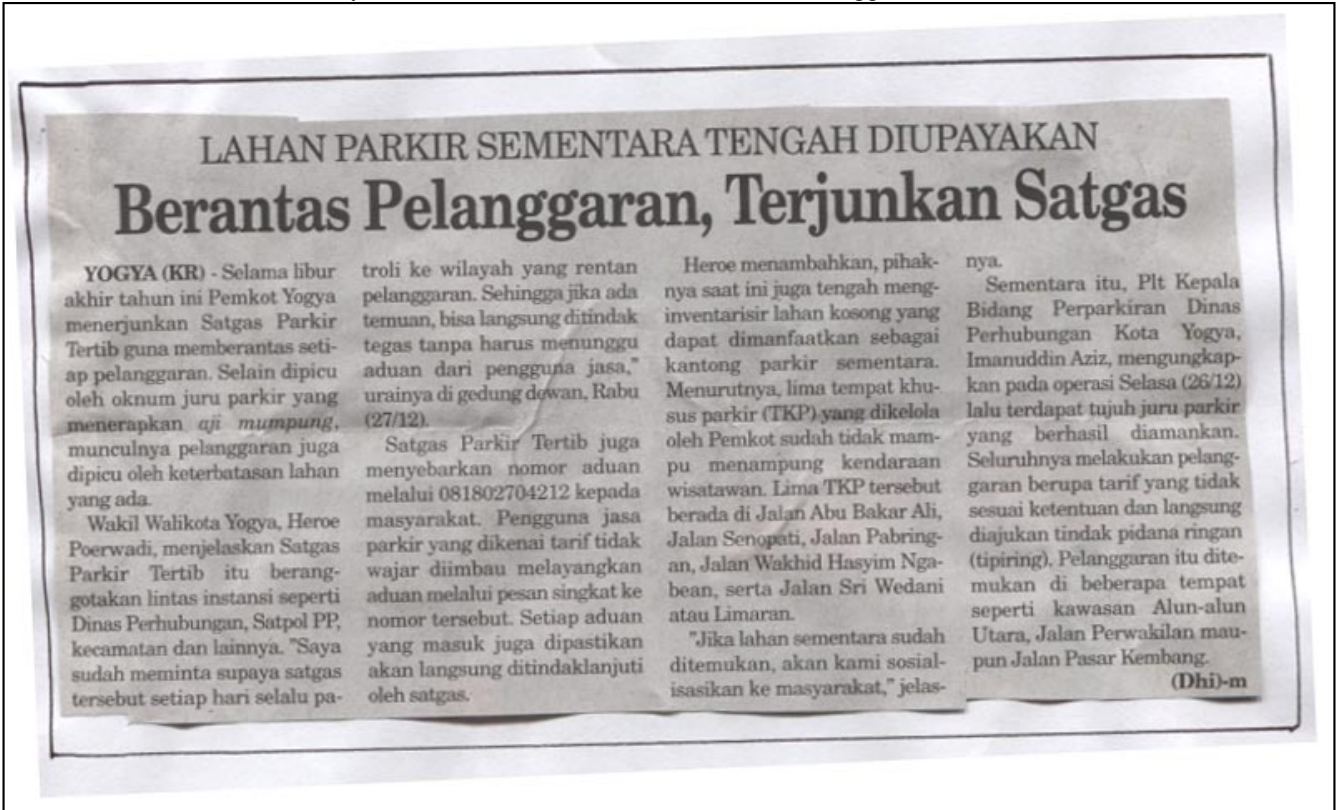 LAHAN PARKIR SEMENTARA TENGAH DIUPAYAKAN
Berantas Pelanggaran, Terjunkan Satgas
YOGYA (KR) - Selama libur
akhir tahun ini Pemkot Yogya
menerjunkan Satgas Parkir
Tertib guna memberantas seti-
ap pelanggaran. Selain dipicu
oleh oknum juru parkir yang
menerapkan aji mumpung,
munculnya pelanggaran juga
dipicu oleh keterbatasan lahan
yang ada.
Wakil Walikota Yogya, Heroe
Poerwadi, menjelaskan Satgas
Parkir Tertib itu berang-
gotakan lintas instansi seperti
Dinas Perhubungan, Satpol PP,
kecamatan dan lainnya. "Saya
sudah meminta supaya satgas
tersebut setiap hari selalu pa-
troli ke wilayah yang rentan
pelanggaran. Sehingga jika ada
temuan, bisa langsung ditindak
tegas tanpa harus menunggu
aduan dari pengguna jasa,"
urainya di gedung dewan, Rabu
(27/12).
Satgas Parkir Tertib juga
menyebarkan nomor aduan
melalui 081802704212 kepada
masyarakat. Pengguna jasa
parkir yang dikenai tarif tidak
wajar diimbau melayangkan
aduan melalui pesan singkat ke
nomor tersebut. Setiap aduan
yang masuk juga dipastikan
akan langsung ditindaklanjuti
oleh satgas.
Heroe menambahkan, pihak-
nya saat ini juga tengah meng-
inventarisir lahan kosong yang
dapat dimanfaatkan sebagai
kantong parkir sementara.
Menurutnya, lima tempat khu-
sus parkir (TKP) yang dikelola
oleh Pemkot sudah tidak mam-
pu menampung kendaraan
wisatawan. Lima TKP tersebut
berada di Jalan Abu Bakar Ali,
Jalan Senopati, Jalan Pabring-
an, Jalan Wakhid Hasyim Nga-
bean, serta Jalan Sri Wedani
atau Limaran.
"Jika lahan sementara sudah
ditemukan, akan kami sosial-
isasikan ke masyarakat," jelas-
nya.
Sementara itu, Plt Kepala
Bidang Perparkiran Dinas
Perhubungan Kota Yogya,
Imanuddin Aziz, mengungkap-
kan pada operasi Selasa (26/12)
lalu terdapat tujuh juru parkir
yang berhasil diamankan.
Seluruhnya melakukan pelang-
garan berupa tarif yang tidak
sesuai ketentuan dan langsung
diajukan tindak pidana ringan
(tipiring). Pelanggaran itu dite-
mukan di beberapa tempat
seperti kawasan Alun-alun
Utara, Jalan Perwakilan mau-
pun Jalan Pasar Kembang.
(Dhi)-m